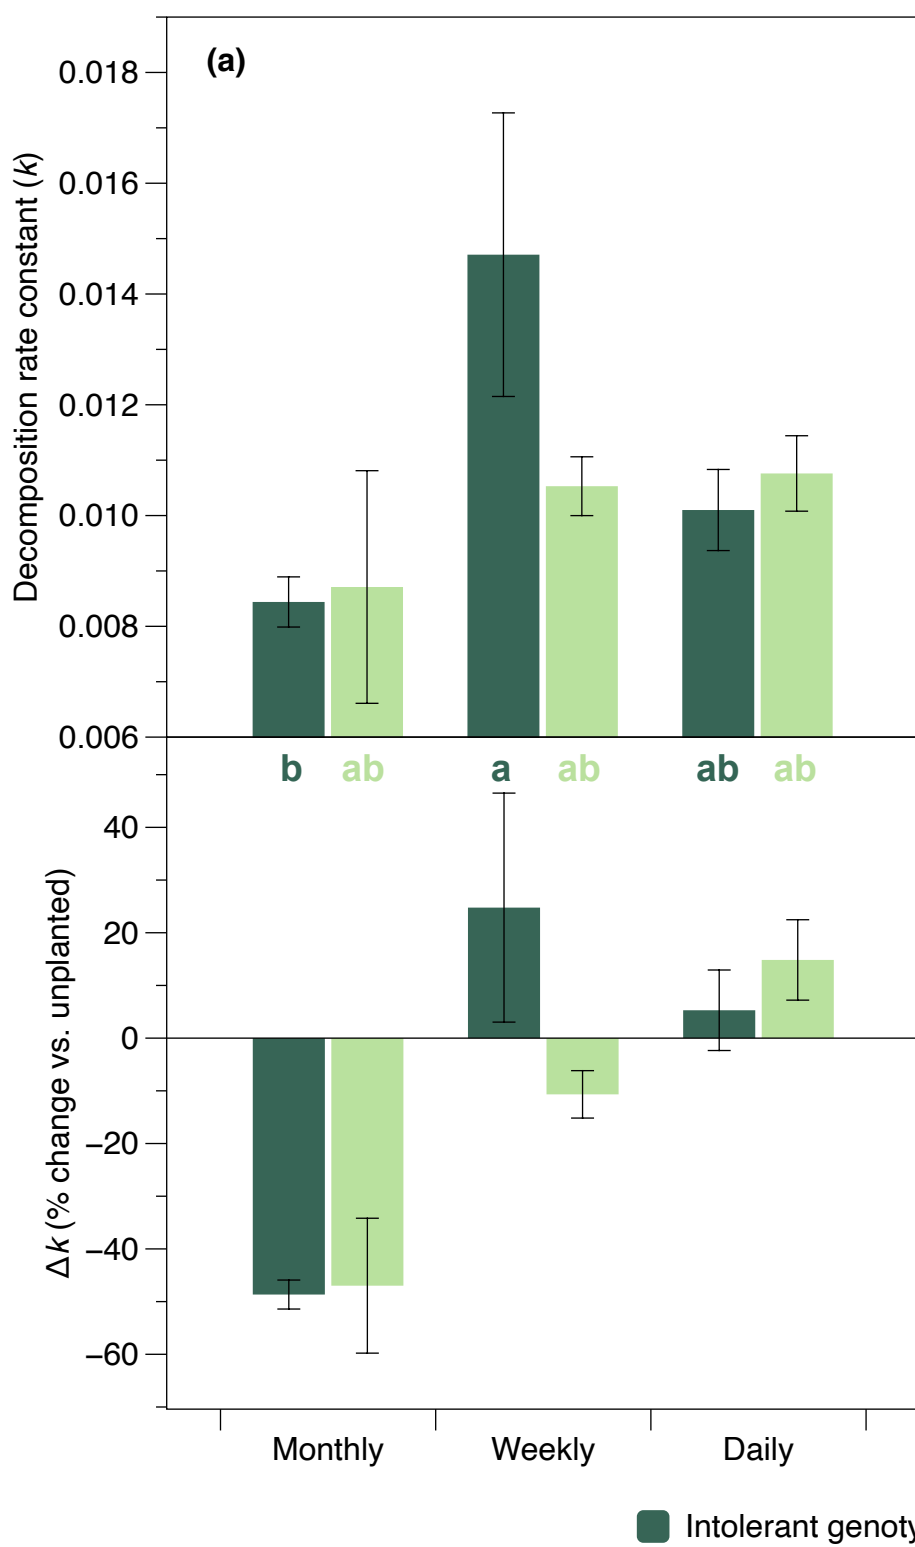 (a)
Decomposition rate constant (k)
0.018
0.016
0.014
0.012
0.010
0.008
0.006
b ab a ab ab ab
Δk (% change vs. unplanted)
40
20
0
−20
−40
−60
Monthly Weekly Daily
Intolerant